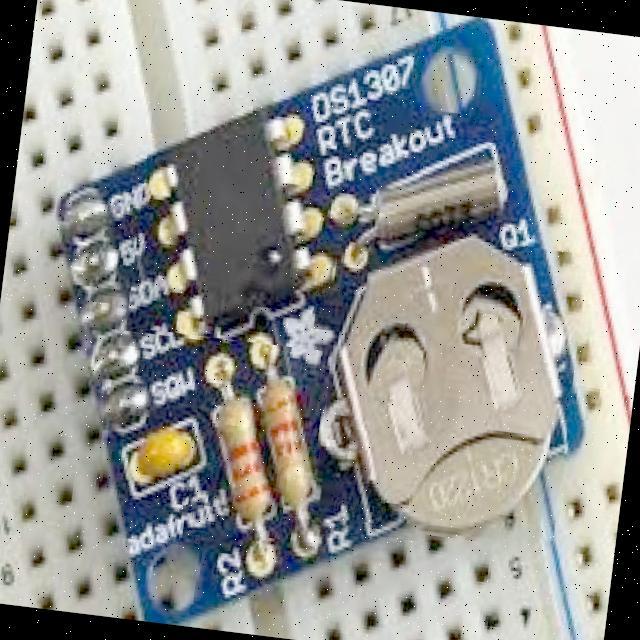 DS1307
RTC
Breakout
GND
5V
SDA
SCL
SQW
Q1
C1
adafruit
R2
R1